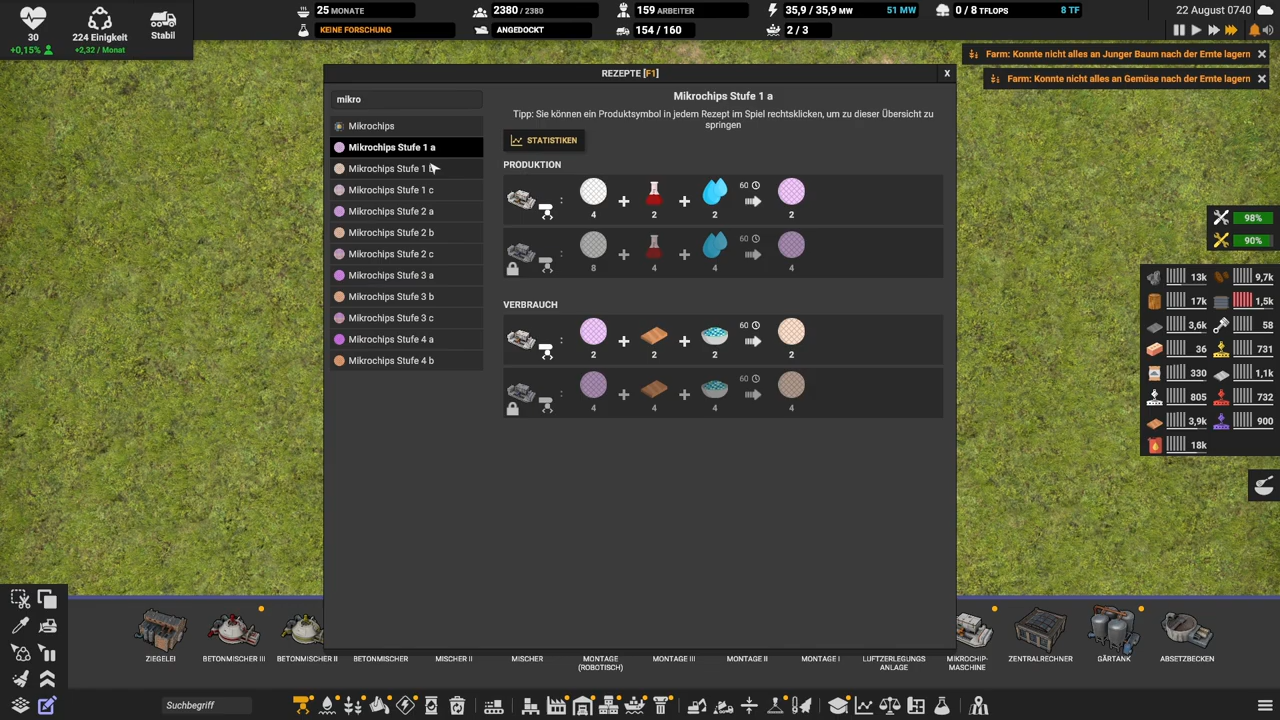 25 MONATE
2380 / 2380
159 ARBEITER
35,9 / 35,9 MW 51 MW
0 / 8 TFLOPS 8 TF
22 August 0740
30
224 Einigkeit
Stabil
+0,15%
+2,32 / Monat
KEINE FORSCHUNG
ANGEDOCKT
154 / 160
2 / 3
Farm: Konnte nicht alles an Junger Baum nach der Ernte lagern
Farm: Konnte nicht alles an Gemüse nach der Ernte lagern
REZEPTE [F1]
X
mikro
Mikrochips
Mikrochips Stufe 1 a
Mikrochips Stufe 1
Mikrochips Stufe 1 c
Mikrochips Stufe 2 a
Mikrochips Stufe 2 b
Mikrochips Stufe 2 c
Mikrochips Stufe 3 a
Mikrochips Stufe 3 b
Mikrochips Stufe 3 c
Mikrochips Stufe 4 a
Mikrochips Stufe 4 b
Mikrochips Stufe 1 a
Tipp: Sie können ein Produktsymbol in jedem Rezept im Spiel rechtsklicken, um zu dieser Übersicht zu
springen
STATISTIKEN
PRODUKTION
: 4 + 2 + 2 60 2
: 8 + 4 + 4 60 4
VERBRAUCH
: 2 + 2 + 2 60 2
: 4 + 4 + 4 60 4
98%
90%
13k 9,7k
17k 1,5k
3,6k 58
36 731
330 1,1k
805 732
3,9k 900
18k
ZIEGELEI
BETONMISCHER III
BETONMISCHER II
BETONMISCHER
MISCHER II
MISCHER
MONTAGE
(ROBOTISCH)
MONTAGE III
MONTAGE II
MONTAGE I
LUFTZERLEGUNGS
ANLAGE
MIKROCHIP-
MASCHINE
ZENTRALRECHNER
GÄRTANK
ABSETZBECKEN
Suchbegriff